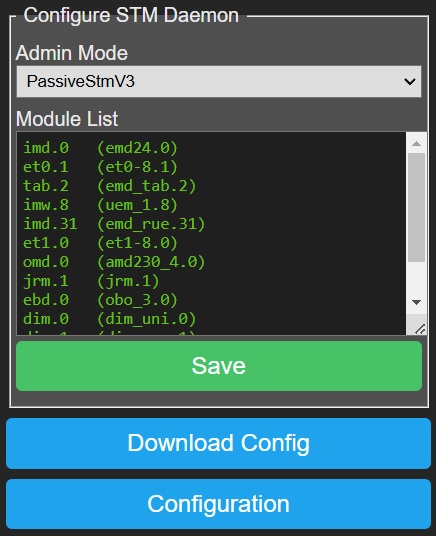 Configure STM Daemon
Admin Mode
PassiveStmV3
Module List
imd.0 (emd24.0)
et0.1 (et0-8.1)
tab.2 (emd_tab.2)
imw.8 (uem_1.8)
imd.31 (emd_rue.31)
et1.0 (et1-8.0)
omd.0 (amd230_4.0)
jrm.1 (jrm.1)
ebd.0 (obo_3.0)
dim.0 (dim_uni.0)
Save
Download Config
Configuration